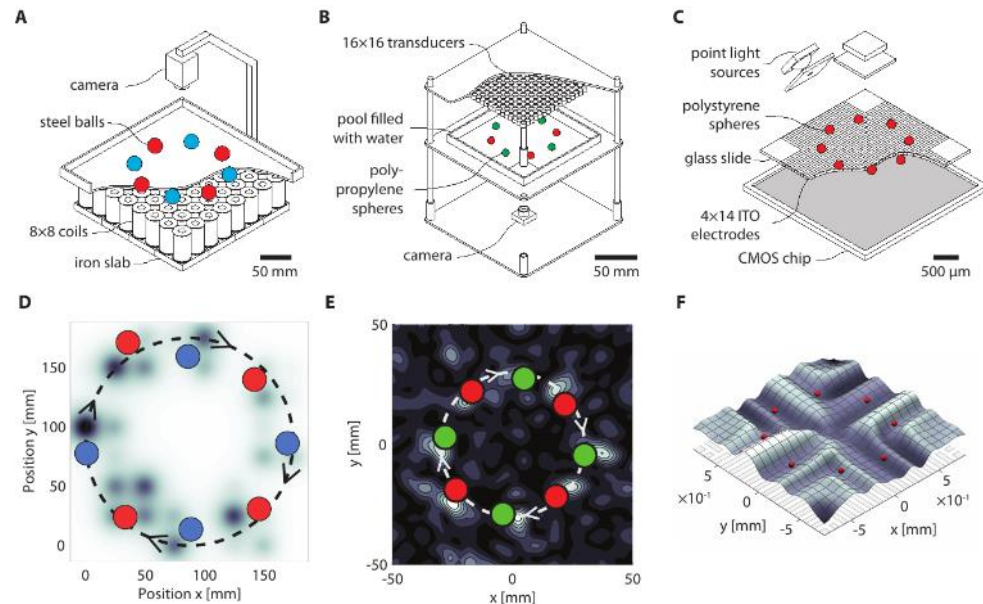 A
camera
steel balls
8×8 coils
iron slab
50 mm
B
16×16 transducers
pool filled
with water
poly-
propylene
spheres
camera
50 mm
C
point light
sources
polystyrene
spheres
glass slide
4×14 ITO
electrodes
CMOS chip
500 μm
D
Position y [mm]
150
100
50
0
0
50
100
150
Position x [mm]
E
y [mm]
50
0
-50
-50
0
50
x [mm]
F
5
×10⁻¹
0
y [mm]
-5
5
×10⁻¹
0
x [mm]
-5